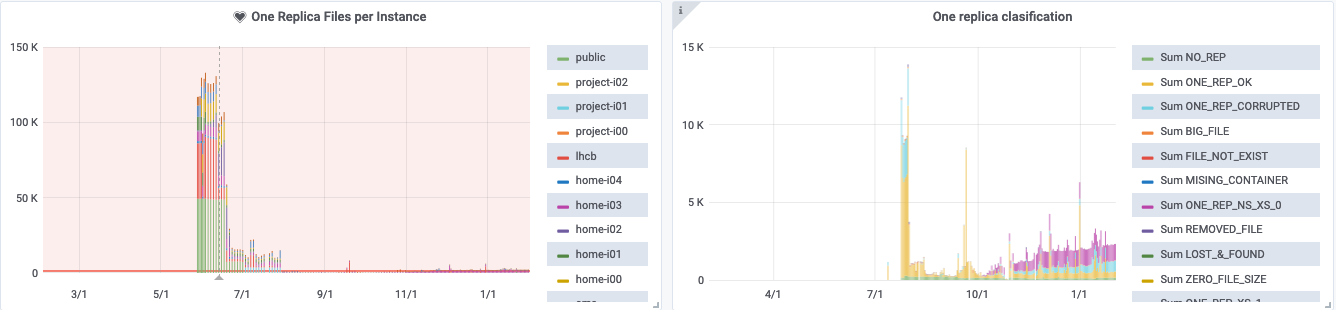 One Replica Files per Instance
150 K
100 K
50 K
0
3/1 5/1 7/1 9/1 11/1 1/1
public
project-i02
project-i01
project-i00
lhcb
home-i04
home-i03
home-i02
home-i01
home-i00
i
One replica clasification
15 K
10 K
5 K
0
4/1 7/1 10/1 1/1
Sum NO_REP
Sum ONE_REP_OK
Sum ONE_REP_CORRUPTED
Sum BIG_FILE
Sum FILE_NOT_EXIST
Sum MISING_CONTAINER
Sum ONE_REP_NS_XS_0
Sum REMOVED_FILE
Sum LOST_&_FOUND
Sum ZERO_FILE_SIZE
Sum ONE_REP_XS_1